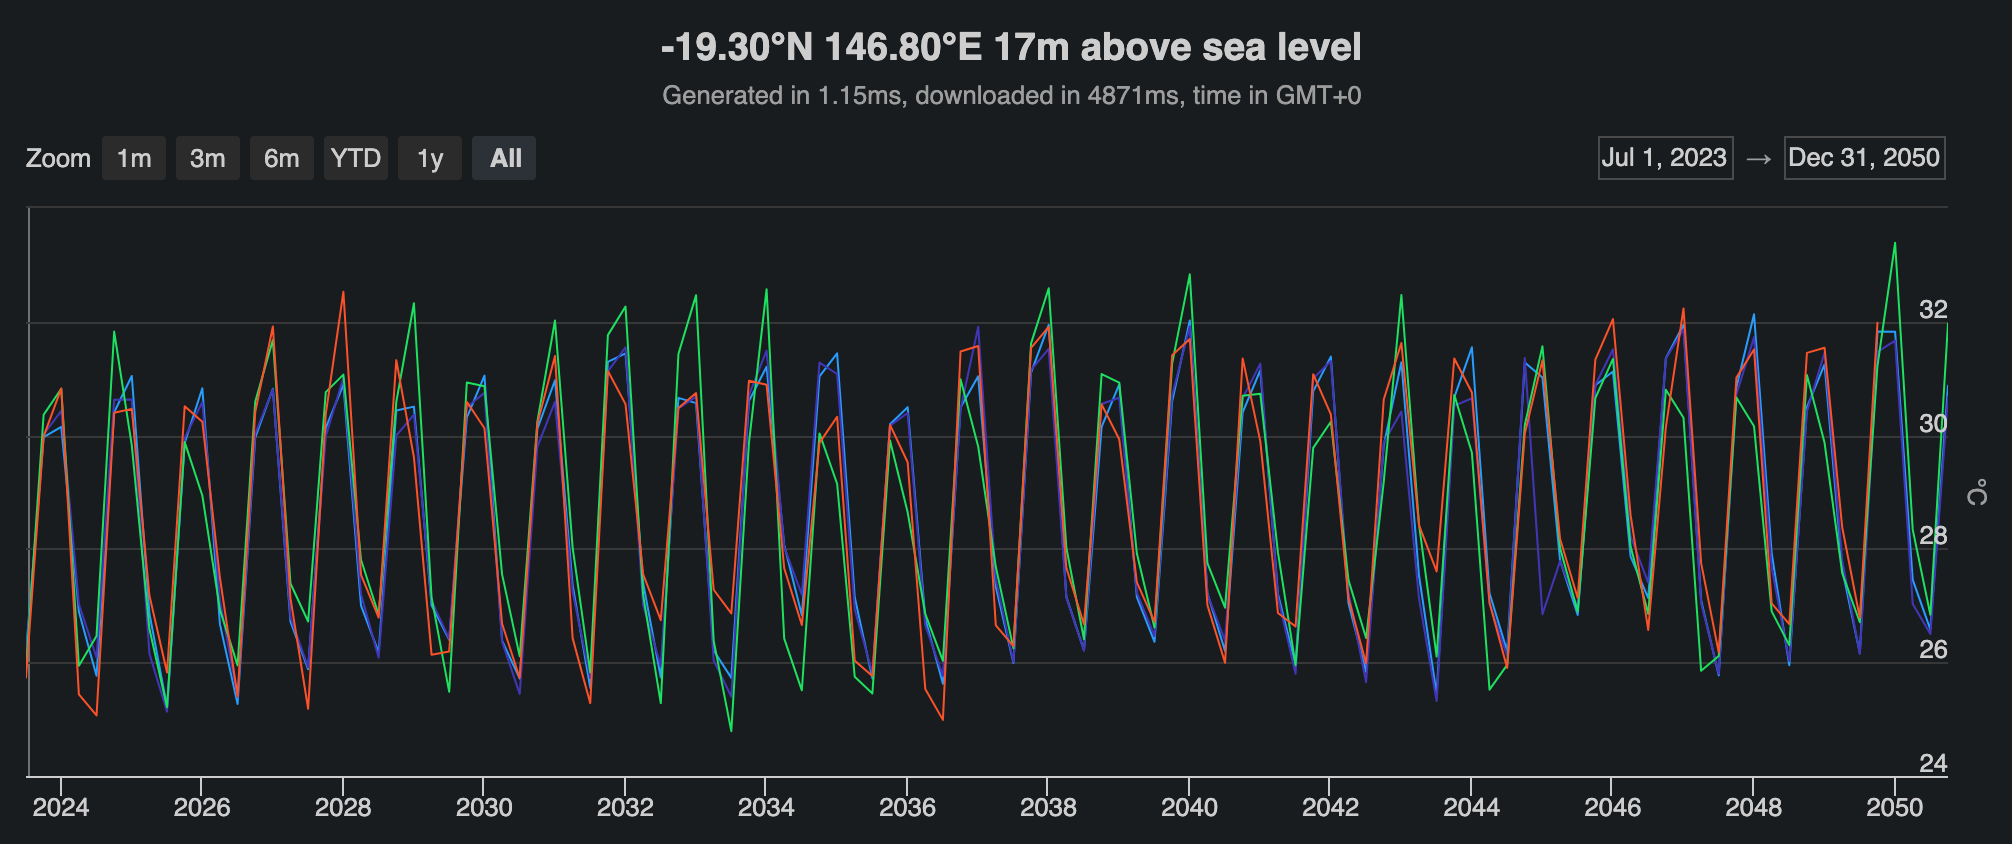 -19.30°N 146.80°E 17m above sea level
Generated in 1.15ms, downloaded in 4871ms, time in GMT+0
Zoom 1m 3m 6m YTD 1y All Jul 1, 2023 → Dec 31, 2050
32
30
°C
28
26
24
2024 2026 2028 2030 2032 2034 2036 2038 2040 2042 2044 2046 2048 2050